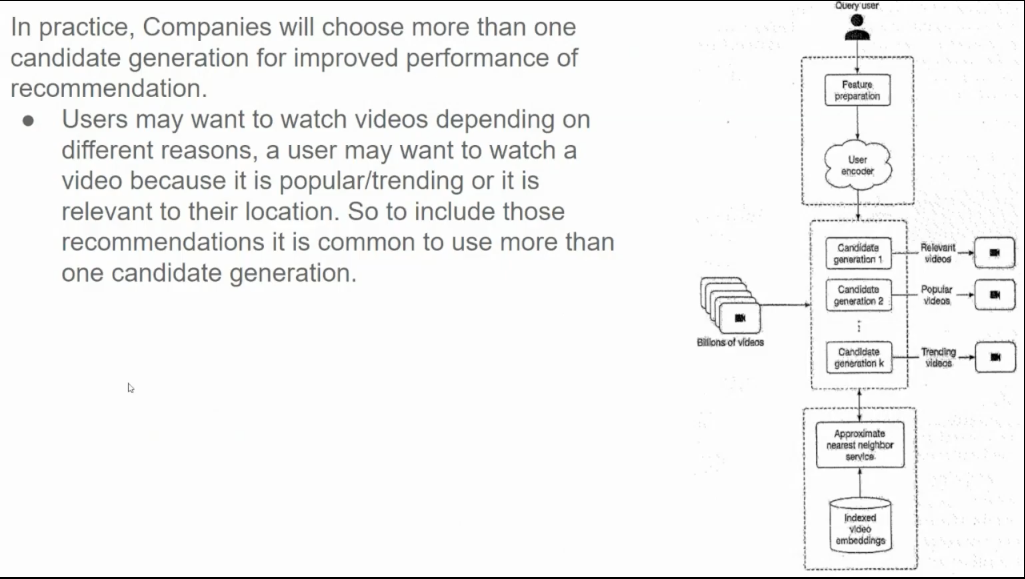 In practice, Companies will choose more than one
candidate generation for improved performance of
recommendation.
● Users may want to watch videos depending on
different reasons, a user may want to watch a
video because it is popular/trending or it is
relevant to their location. So to include those
recommendations it is common to use more than
one candidate generation.
Query user
Feature
preparation
User
encoder
Candidate
generation 1
Relevant
videos
Candidate
generation 2
Popular
videos
Billions of videos
Candidate
generation k
Trending
videos
Approximate
nearest neighbor
service
Indexed
video
embeddings